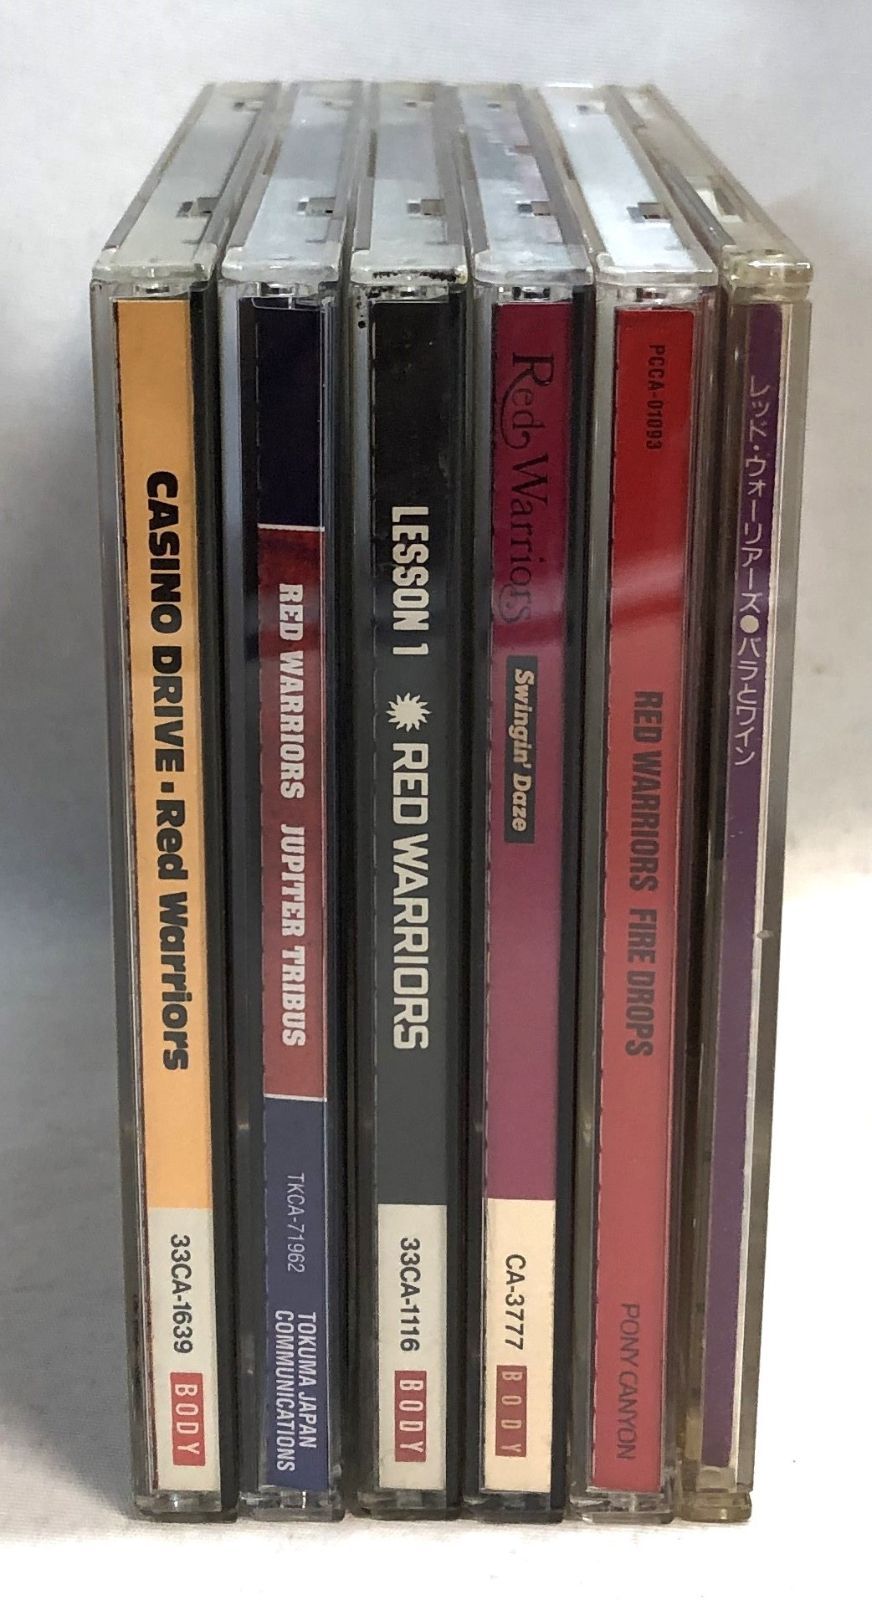 CASINO DRIVE・Red Warriors
33CA-1639
BODY
RED WARRIORS JUPITER TRIBUS
TKCA-71962
TOKUMA JAPAN
COMMUNICATIONS
LESSON 1 RED WARRIORS
33CA-1116
BODY
Red Warriors
Swingin' Daze
CA-3777
BODY
PCCA-01093
RED WARRIORS FIRE DROPS
PONY CANYON
レッド・ウォーリアーズ●バラとワイン